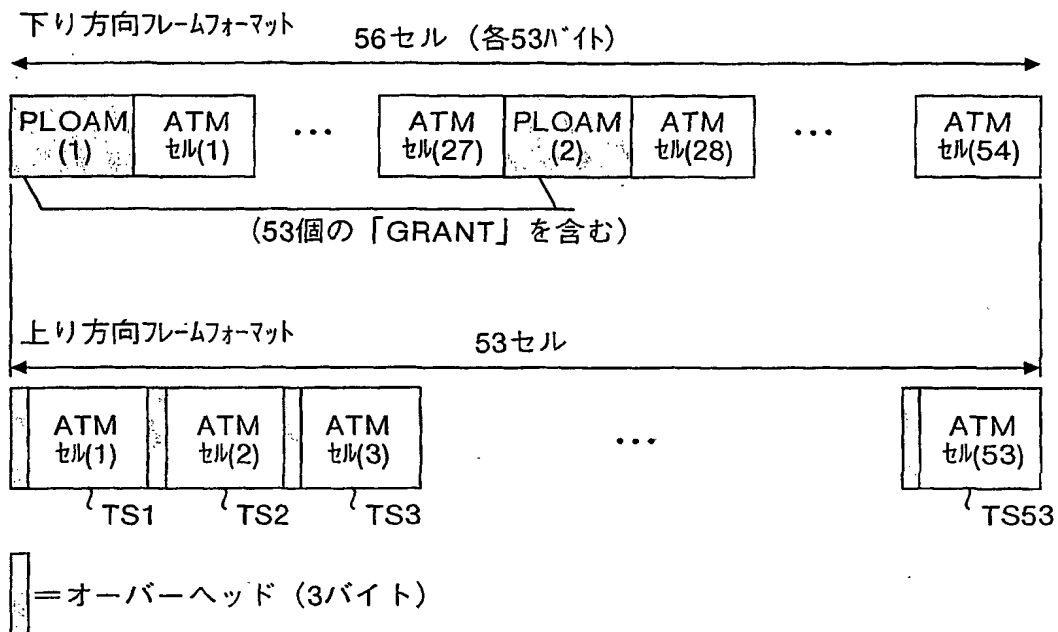 下り方向フレームフォーマット
56セル（各53バイト）
PLOAM
(1)
ATM
セル(1)
•••
ATM
セル(27)
PLOAM
(2)
ATM
セル(28)
•••
ATM
セル(54)
(53個の「GRANT」を含む)
上り方向フレームフォーマット
53セル
ATM
セル(1)
ATM
セル(2)
ATM
セル(3)
•••
ATM
セル(53)
TS1
TS2
TS3
TS53
＝オーバーヘッド（3バイト）